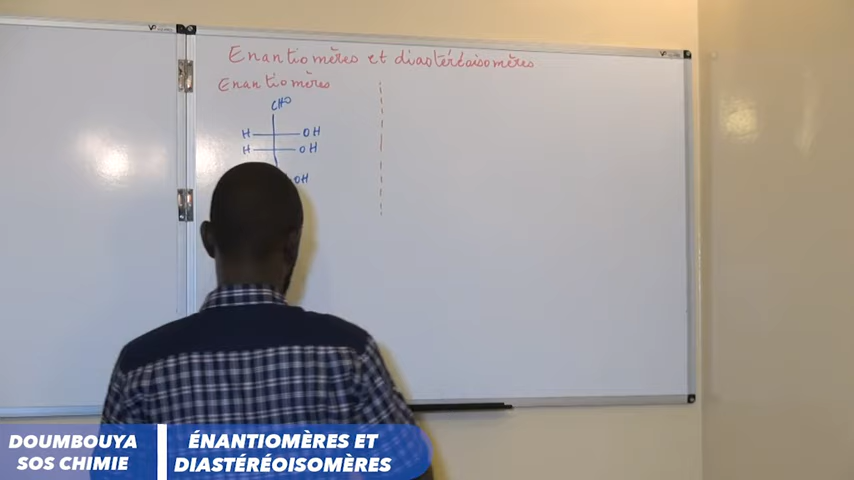 Enantiomères et diastéréoisomères
Enantiomères
CHO
H OH
H OH
OH
DOUMBOUYA
SOS CHIMIE
ÉNANTIOMÈRES ET
DIASTÉRÉOISOMÈRES